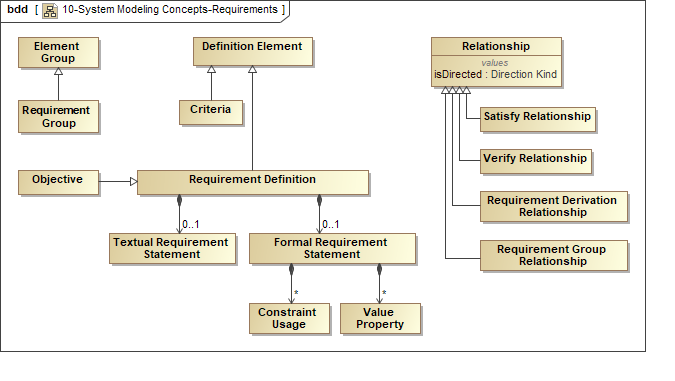 bdd [ 10-System Modeling Concepts-Requirements ]
Element
Group
Definition Element
Relationship
values
isDirected : Direction Kind
Requirement
Group
Criteria
Satisfy Relationship
Verify Relationship
Objective
Requirement Definition
Requirement Derivation
Relationship
0..1
0..1
Textual Requirement
Statement
Formal Requirement
Statement
Requirement Group
Relationship
*
*
Constraint
Usage
Value
Property